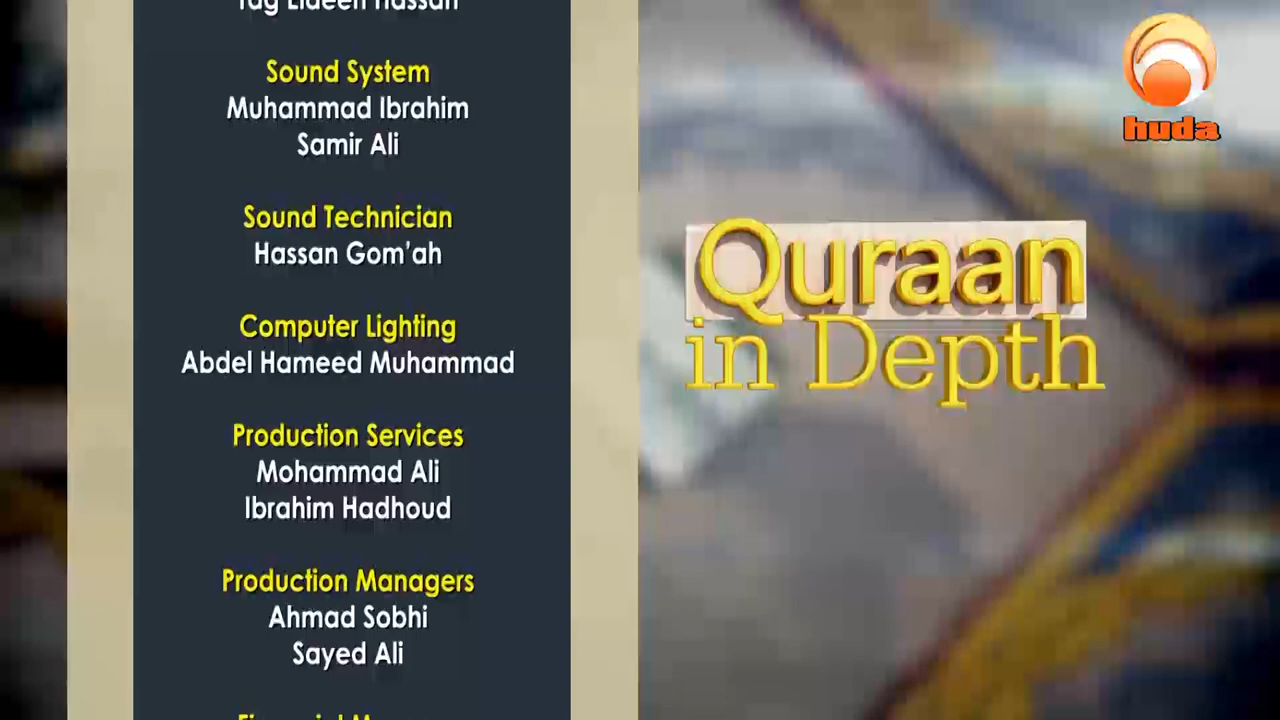 Sound System
Muhammad Ibrahim
Samir Ali
Sound Technician
Hassan Gom’ah
Computer Lighting
Abdel Hameed Muhammad
Production Services
Mohammad Ali
Ibrahim Hadhoud
Production Managers
Ahmad Sobhi
Sayed Ali
huda
Quraan
in Depth